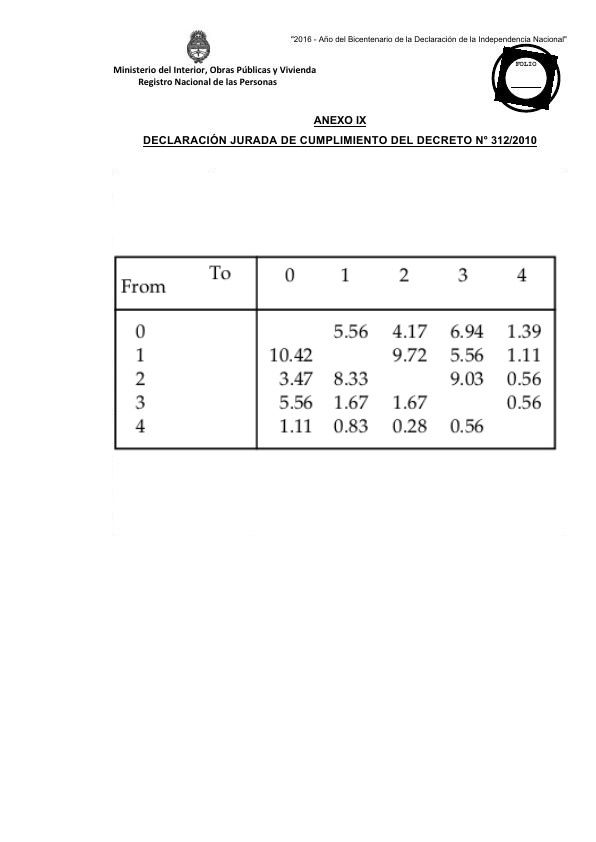 "2016 - Año del Bicentenario de la Declaración de la Independencia Nacional"
FOLIO
Ministerio del Interior, Obras Públicas y Vivienda
Registro Nacional de las Personas
ANEXO IX
DECLARACIÓN JURADA DE CUMPLIMIENTO DEL DECRETO N° 312/2010
From To 0 1 2 3 4
0 5.56 4.17 6.94 1.39
1 10.42 9.72 5.56 1.11
2 3.47 8.33 9.03 0.56
3 5.56 1.67 1.67 0.56
4 1.11 0.83 0.28 0.56